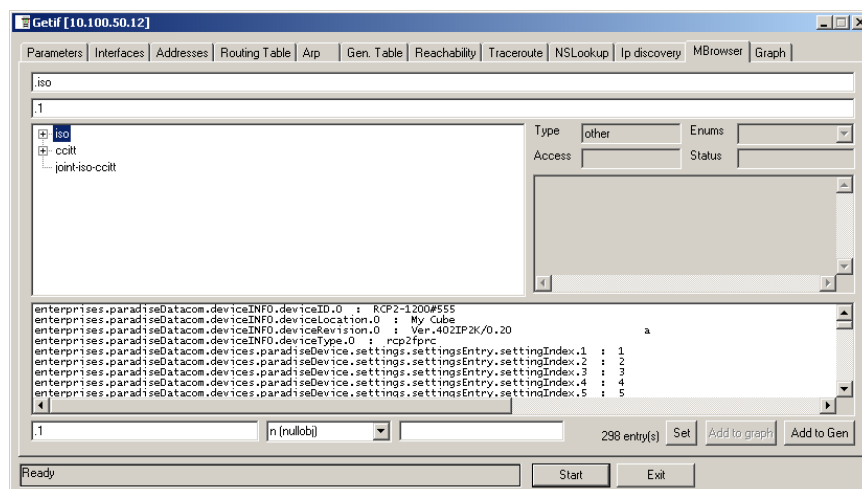 Getif [10.100.50.12]
Parameters Interfaces Addresses Routing Table Arp Gen. Table Reachability Traceroute NSLookup Ip discovery MBrowser Graph
.iso
.1
iso
ccitt
joint-iso-ccitt
Type other Enums
Access Status
enterprises.paradiseDatacom.deviceINFO.deviceID.0 : RCP2-1200#555
enterprises.paradiseDatacom.deviceINFO.deviceLocation.0 : My Cube
enterprises.paradiseDatacom.deviceINFO.deviceRevision.0 : Ver.402IP2K/0.20 a
enterprises.paradiseDatacom.deviceINFO.deviceType.0 : rcp2fprc
enterprises.paradiseDatacom.devices.paradiseDevice.settings.settingsEntry.settingIndex.1 : 1
enterprises.paradiseDatacom.devices.paradiseDevice.settings.settingsEntry.settingIndex.2 : 2
enterprises.paradiseDatacom.devices.paradiseDevice.settings.settingsEntry.settingIndex.3 : 3
enterprises.paradiseDatacom.devices.paradiseDevice.settings.settingsEntry.settingIndex.4 : 4
enterprises.paradiseDatacom.devices.paradiseDevice.settings.settingsEntry.settingIndex.5 : 5
.1 n (nullobj) 298 entry(s) Set Add to graph Add to Gen
Ready Start Exit